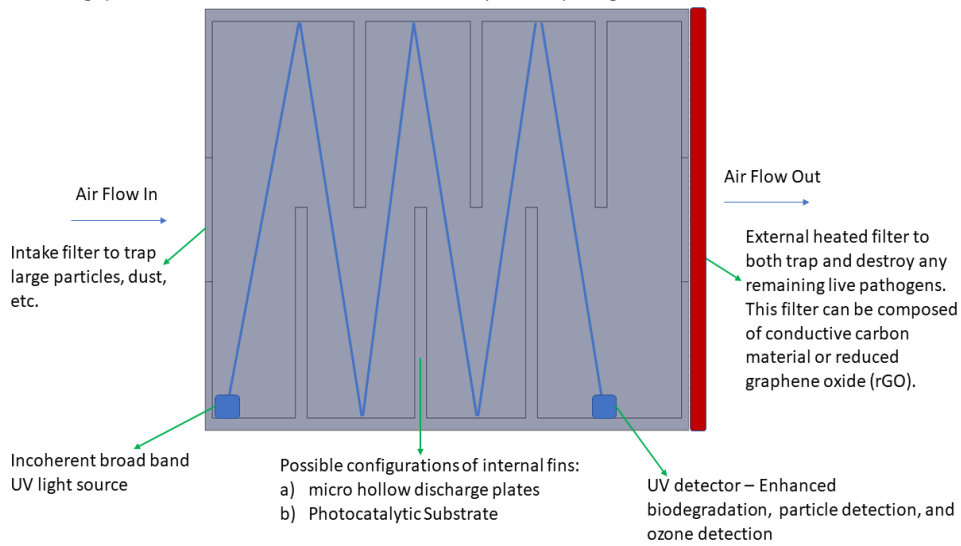 Air Flow In
Intake filter to trap
large particles, dust,
etc.
Air Flow Out
External heated filter to
both trap and destroy any
remaining live pathogens.
This filter can be composed
of conductive carbon
material or reduced
graphene oxide (rGO).
Incoherent broad band
UV light source
Possible configurations of internal fins:
a) micro hollow discharge plates
b) Photocatalytic Substrate
UV detector – Enhanced
biodegradation, particle detection, and
ozone detection